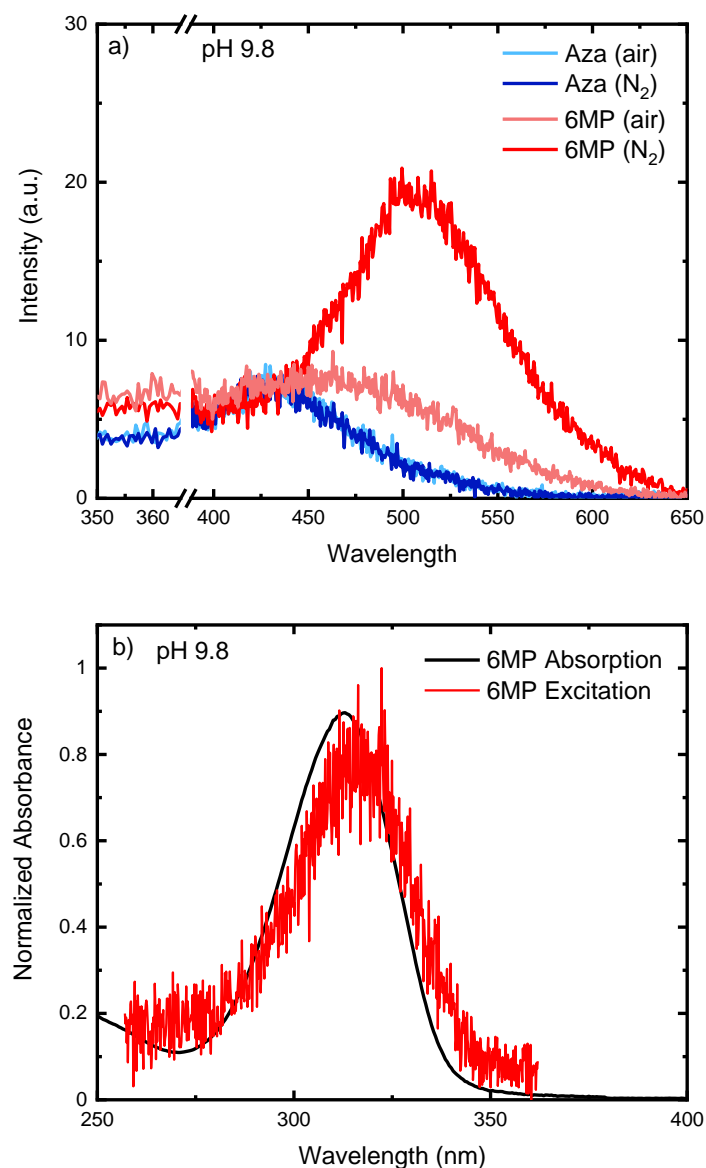 a) pH 9.8
Aza (air)
Aza (N₂)
6MP (air)
6MP (N₂)
30
20
10
0
Intensity (a.u.)
350 360 400 450 500 550 600 650
Wavelength
b) pH 9.8
6MP Absorption
6MP Excitation
1
0.8
0.6
0.4
0.2
0
Normalized Absorbance
250 300 350 400
Wavelength (nm)